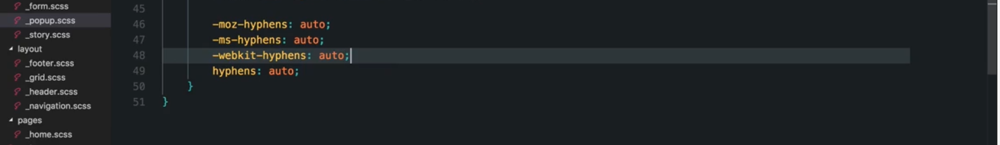 _form.scss
_popup.scss
_story.scss
layout
_footer.scss
_grid.scss
_header.scss
_navigation.scss
pages
_home.scss
45
46 -moz-hyphens: auto;
47 -ms-hyphens: auto;
48 -webkit-hyphens: auto;
49 hyphens: auto;
50 }
51 }